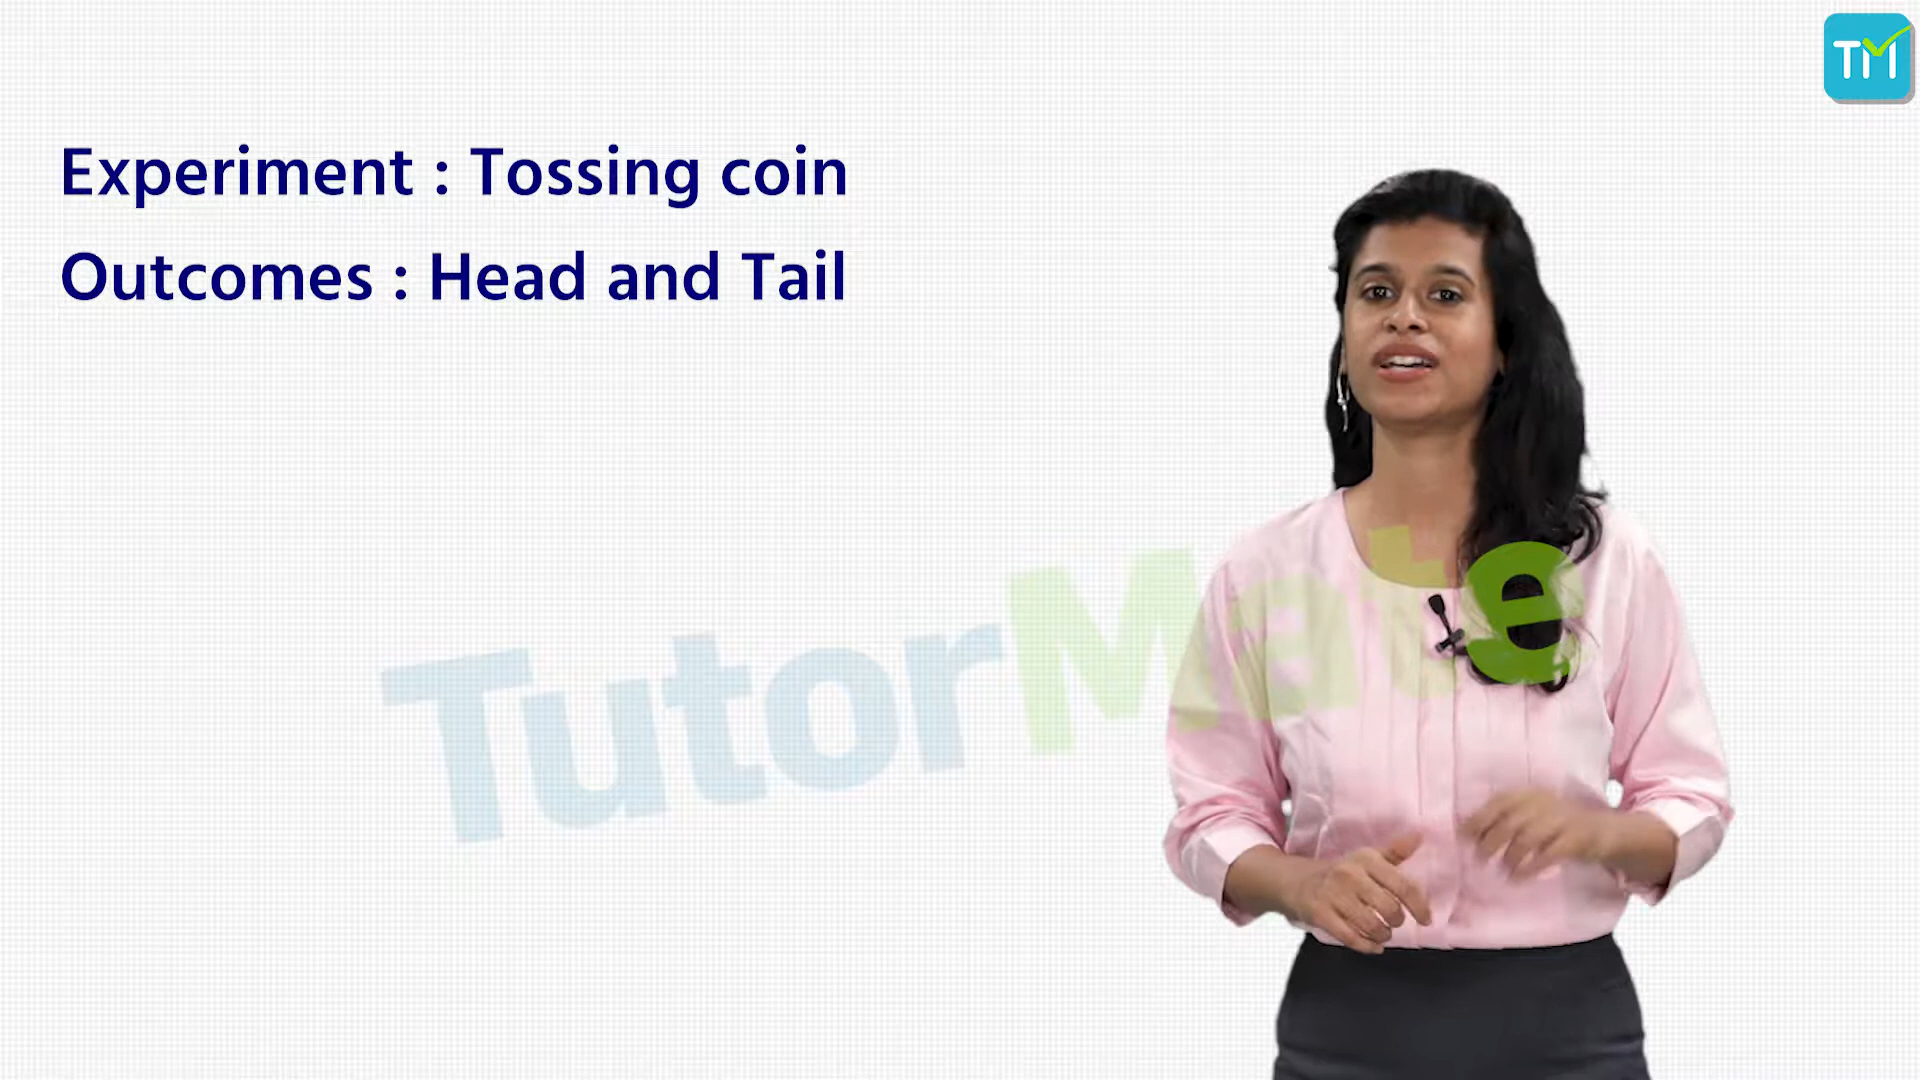 TM
Experiment : Tossing coin
Outcomes : Head and Tail
TutorMate